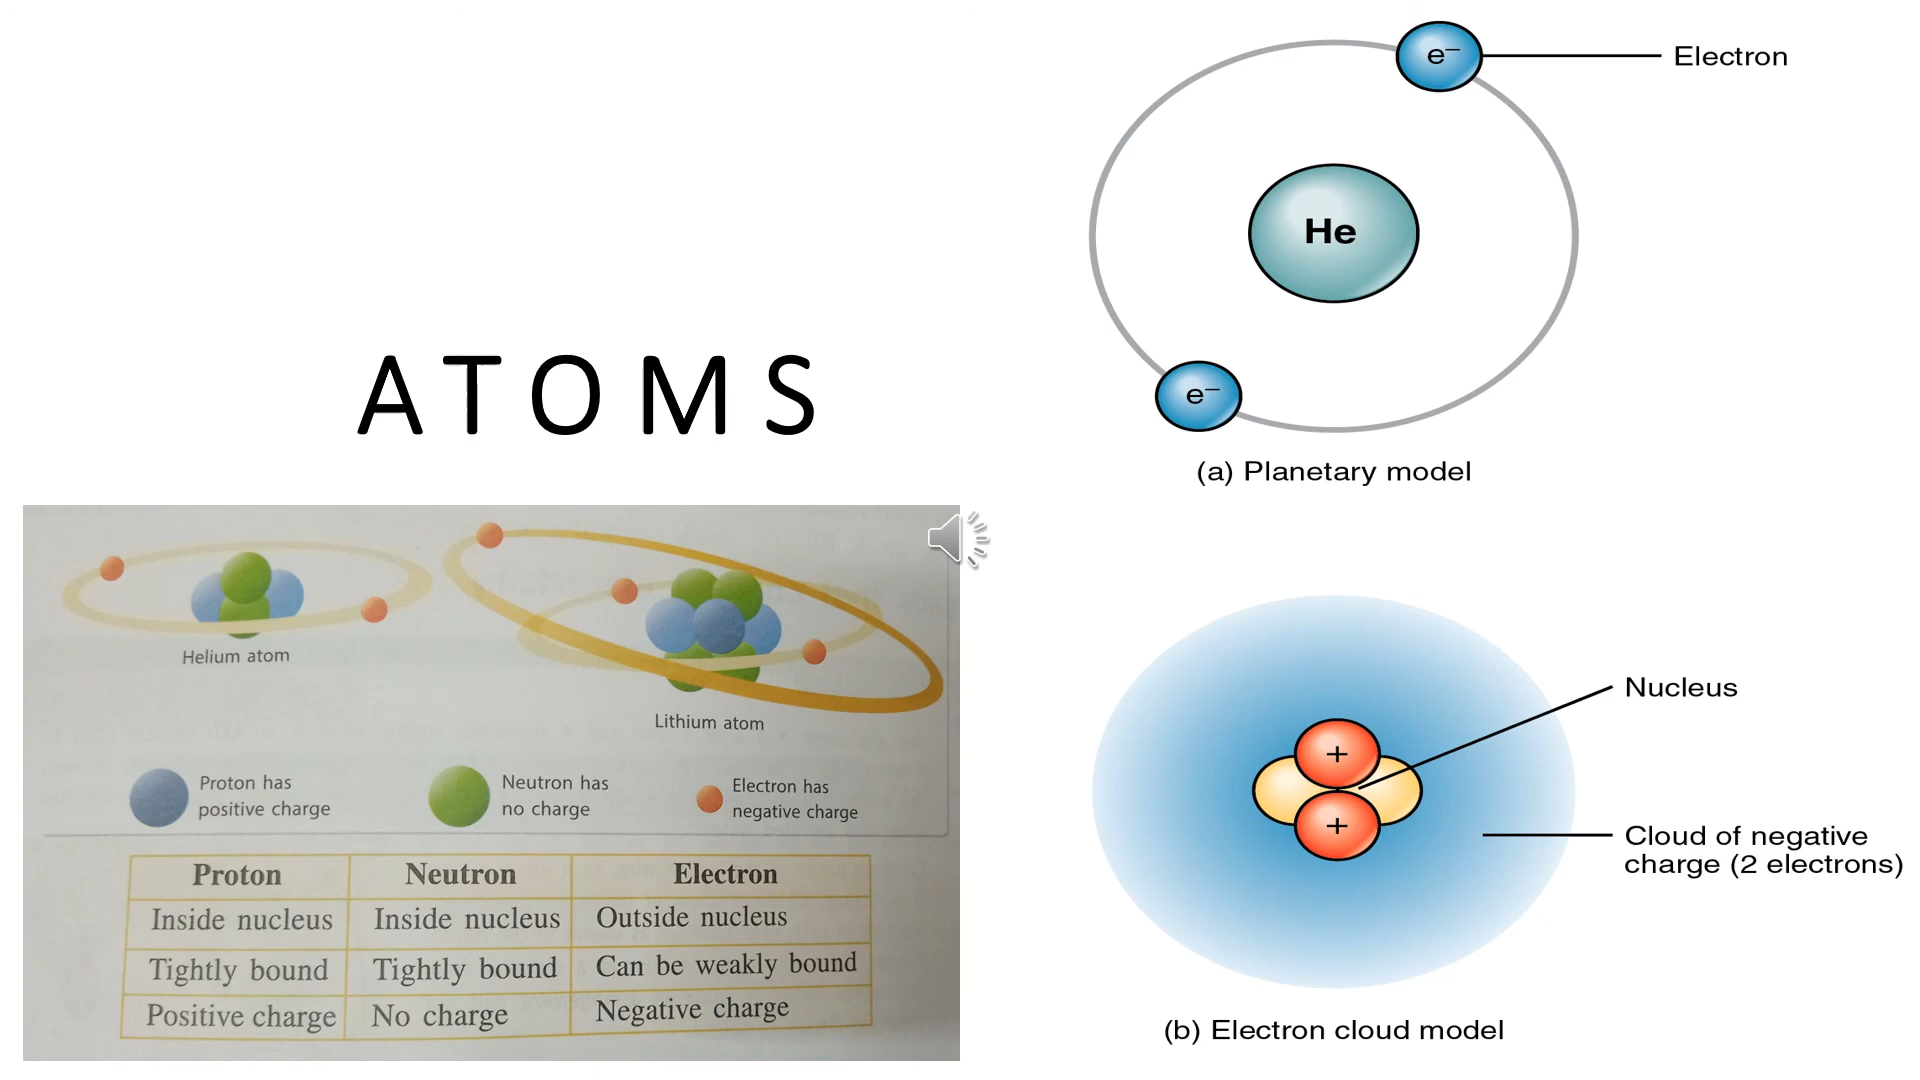 A T O M S
e–
Electron
He
e–
(a) Planetary model
Helium atom
Lithium atom
Proton has
positive charge
Neutron has
no charge
Electron has
negative charge
Proton Neutron Electron
Inside nucleus Inside nucleus Outside nucleus
Tightly bound Tightly bound Can be weakly bound
Positive charge No charge Negative charge
Nucleus
+
+
Cloud of negative
charge (2 electrons)
(b) Electron cloud model